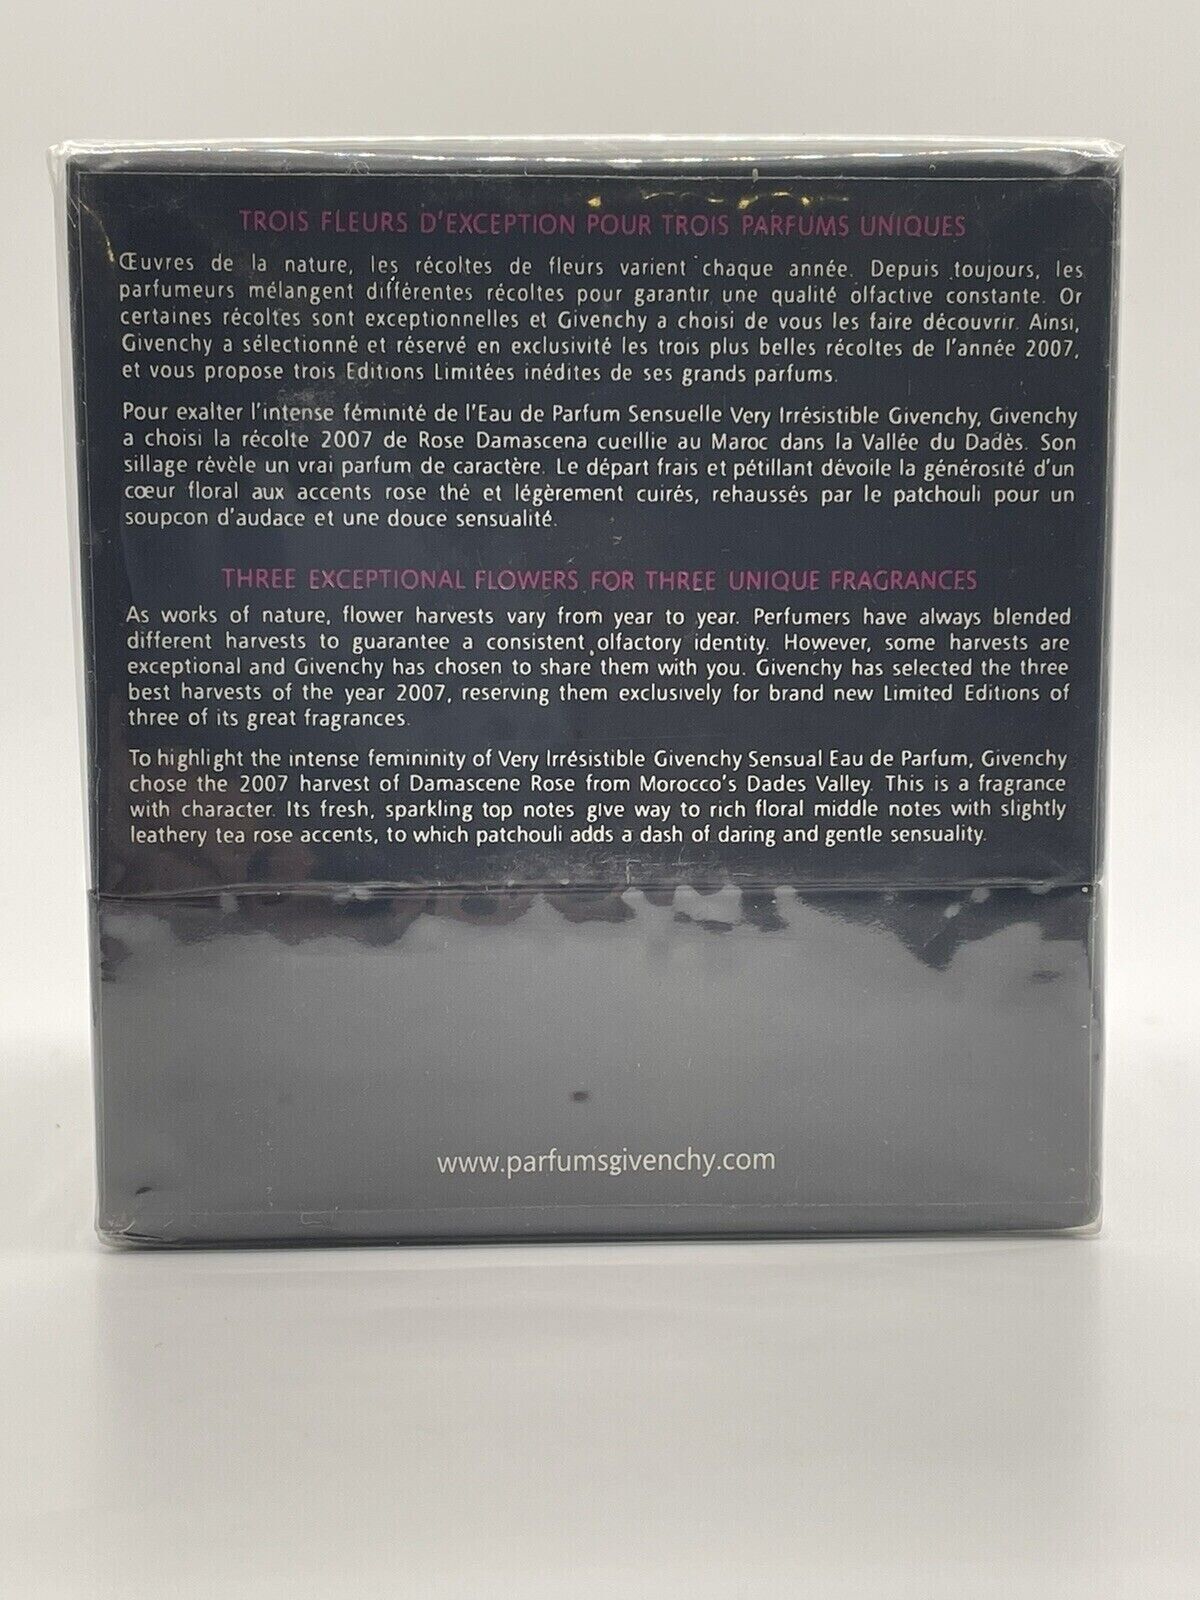 TROIS FLEURS D'EXCEPTION POUR TROIS PARFUMS UNIQUES
Œuvres de la nature, les récoltes de fleurs varient chaque année. Depuis toujours, les
parfumeurs mélangent différentes récoltes pour garantir une qualité olfactive constante. Or
certaines récoltes sont exceptionnelles et Givenchy a choisi de vous les faire découvrir. Ainsi,
Givenchy a sélectionné et réservé en exclusivité les trois plus belles récoltes de l'année 2007,
et vous propose trois Editions Limitées inédites de ses grands parfums.
Pour exalter l'intense féminité de l'Eau de Parfum Sensuelle Very Irrésistible Givenchy, Givenchy
a choisi la récolte 2007 de Rose Damascena cueillie au Maroc dans la Vallée du Dadès. Son
sillage révèle un vrai parfum de caractère. Le départ frais et pétillant dévoile la générosité d'un
cœur floral aux accents rose thé et légèrement cuirés, rehaussés par le patchouli pour un
soupcon d'audace et une douce sensualité.
THREE EXCEPTIONAL FLOWERS FOR THREE UNIQUE FRAGRANCES
As works of nature, flower harvests vary from year to year. Perfumers have always blended
different harvests to guarantee a consistent olfactory identity. However, some harvests are
exceptional and Givenchy has chosen to share them with you. Givenchy has selected the three
best harvests of the year 2007, reserving them exclusively for brand new Limited Editions of
three of its great fragrances.
To highlight the intense femininity of Very Irrésistible Givenchy Sensual Eau de Parfum, Givenchy
chose the 2007 harvest of Damascene Rose from Morocco's Dades Valley. This is a fragrance
with character. Its fresh, sparkling top notes give way to rich floral middle notes with slightly
leathery tea rose accents, to which patchouli adds a dash of daring and gentle sensuality.
www.parfumsgivenchy.com